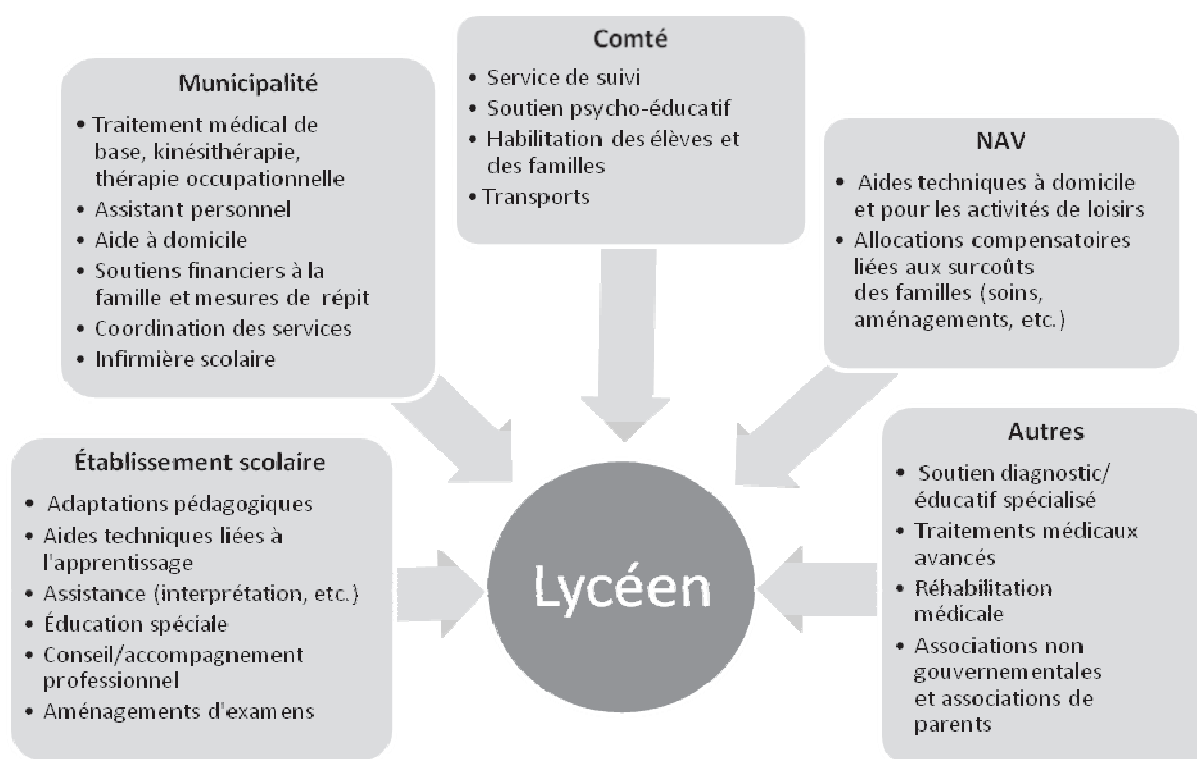 Municipalité
• Traitement médical de
base, kinésithérapie,
thérapie occupationnelle
• Assistant personnel
• Aide à domicile
• Soutiens financiers à la
famille et mesures de répit
• Coordination des services
• Infirmière scolaire
Comté
• Service de suivi
• Soutien psycho-éducatif
• Habilitation des élèves et
des familles
• Transports
NAV
• Aides techniques à domicile
et pour les activités de loisirs
• Allocations compensatoires
liées aux surcoûts
des familles (soins,
aménagements, etc.)
Établissement scolaire
• Adaptations pédagogiques
• Aides techniques liées à
l'apprentissage
• Assistance (interprétation, etc.)
• Éducation spéciale
• Conseil/accompagnement
professionnel
• Aménagements d'examens
Lycéen
Autres
• Soutien diagnostic/
éducatif spécialisé
• Traitements médicaux
avancés
• Réhabilitation
médicale
• Associations non
gouvernementales
et associations de
parents